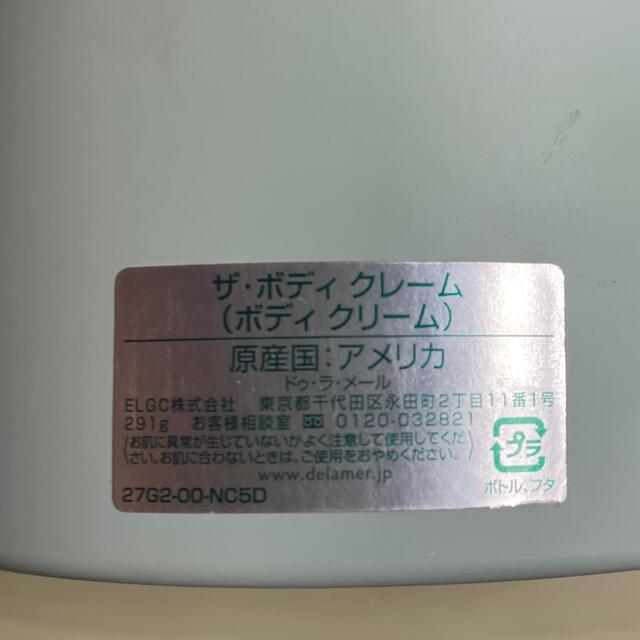 ザ・ボディ クレーム
(ボディ クリーム)
原産国:アメリカ
ドゥ・ラ・メール
ELGC株式会社 東京都千代田区永田町2丁目11番1号
291g お客様相談室 0120-032821
(お肌に異常が生じていないかよく注意して使用してくだ
さい。お肌に合わないときは、ご使用をおやめください。)
www.delamer.jp
27G2-00-NC5D
プラ
ボトル、フタ